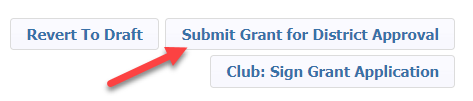 Revert To Draft
Submit Grant for District Approval
Club: Sign Grant Application